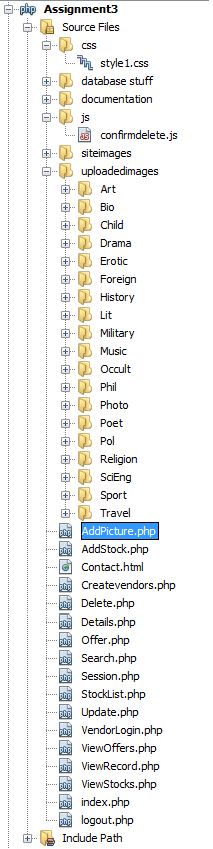 Assignment3
Source Files
css
style1.css
database stuff
documentation
js
confirmdelete.js
siteimages
uploadedimages
Art
Bio
Child
Drama
Erotic
Foreign
History
Lit
Military
Music
Occult
Phil
Photo
Poet
Pol
Religion
SciEng
Sport
Travel
AddPicture.php
AddStock.php
Contact.html
Createvendors.php
Delete.php
Details.php
Offer.php
Search.php
Session.php
StockList.php
Update.php
VendorLogin.php
ViewOffers.php
ViewRecord.php
ViewStocks.php
index.php
logout.php
Include Path